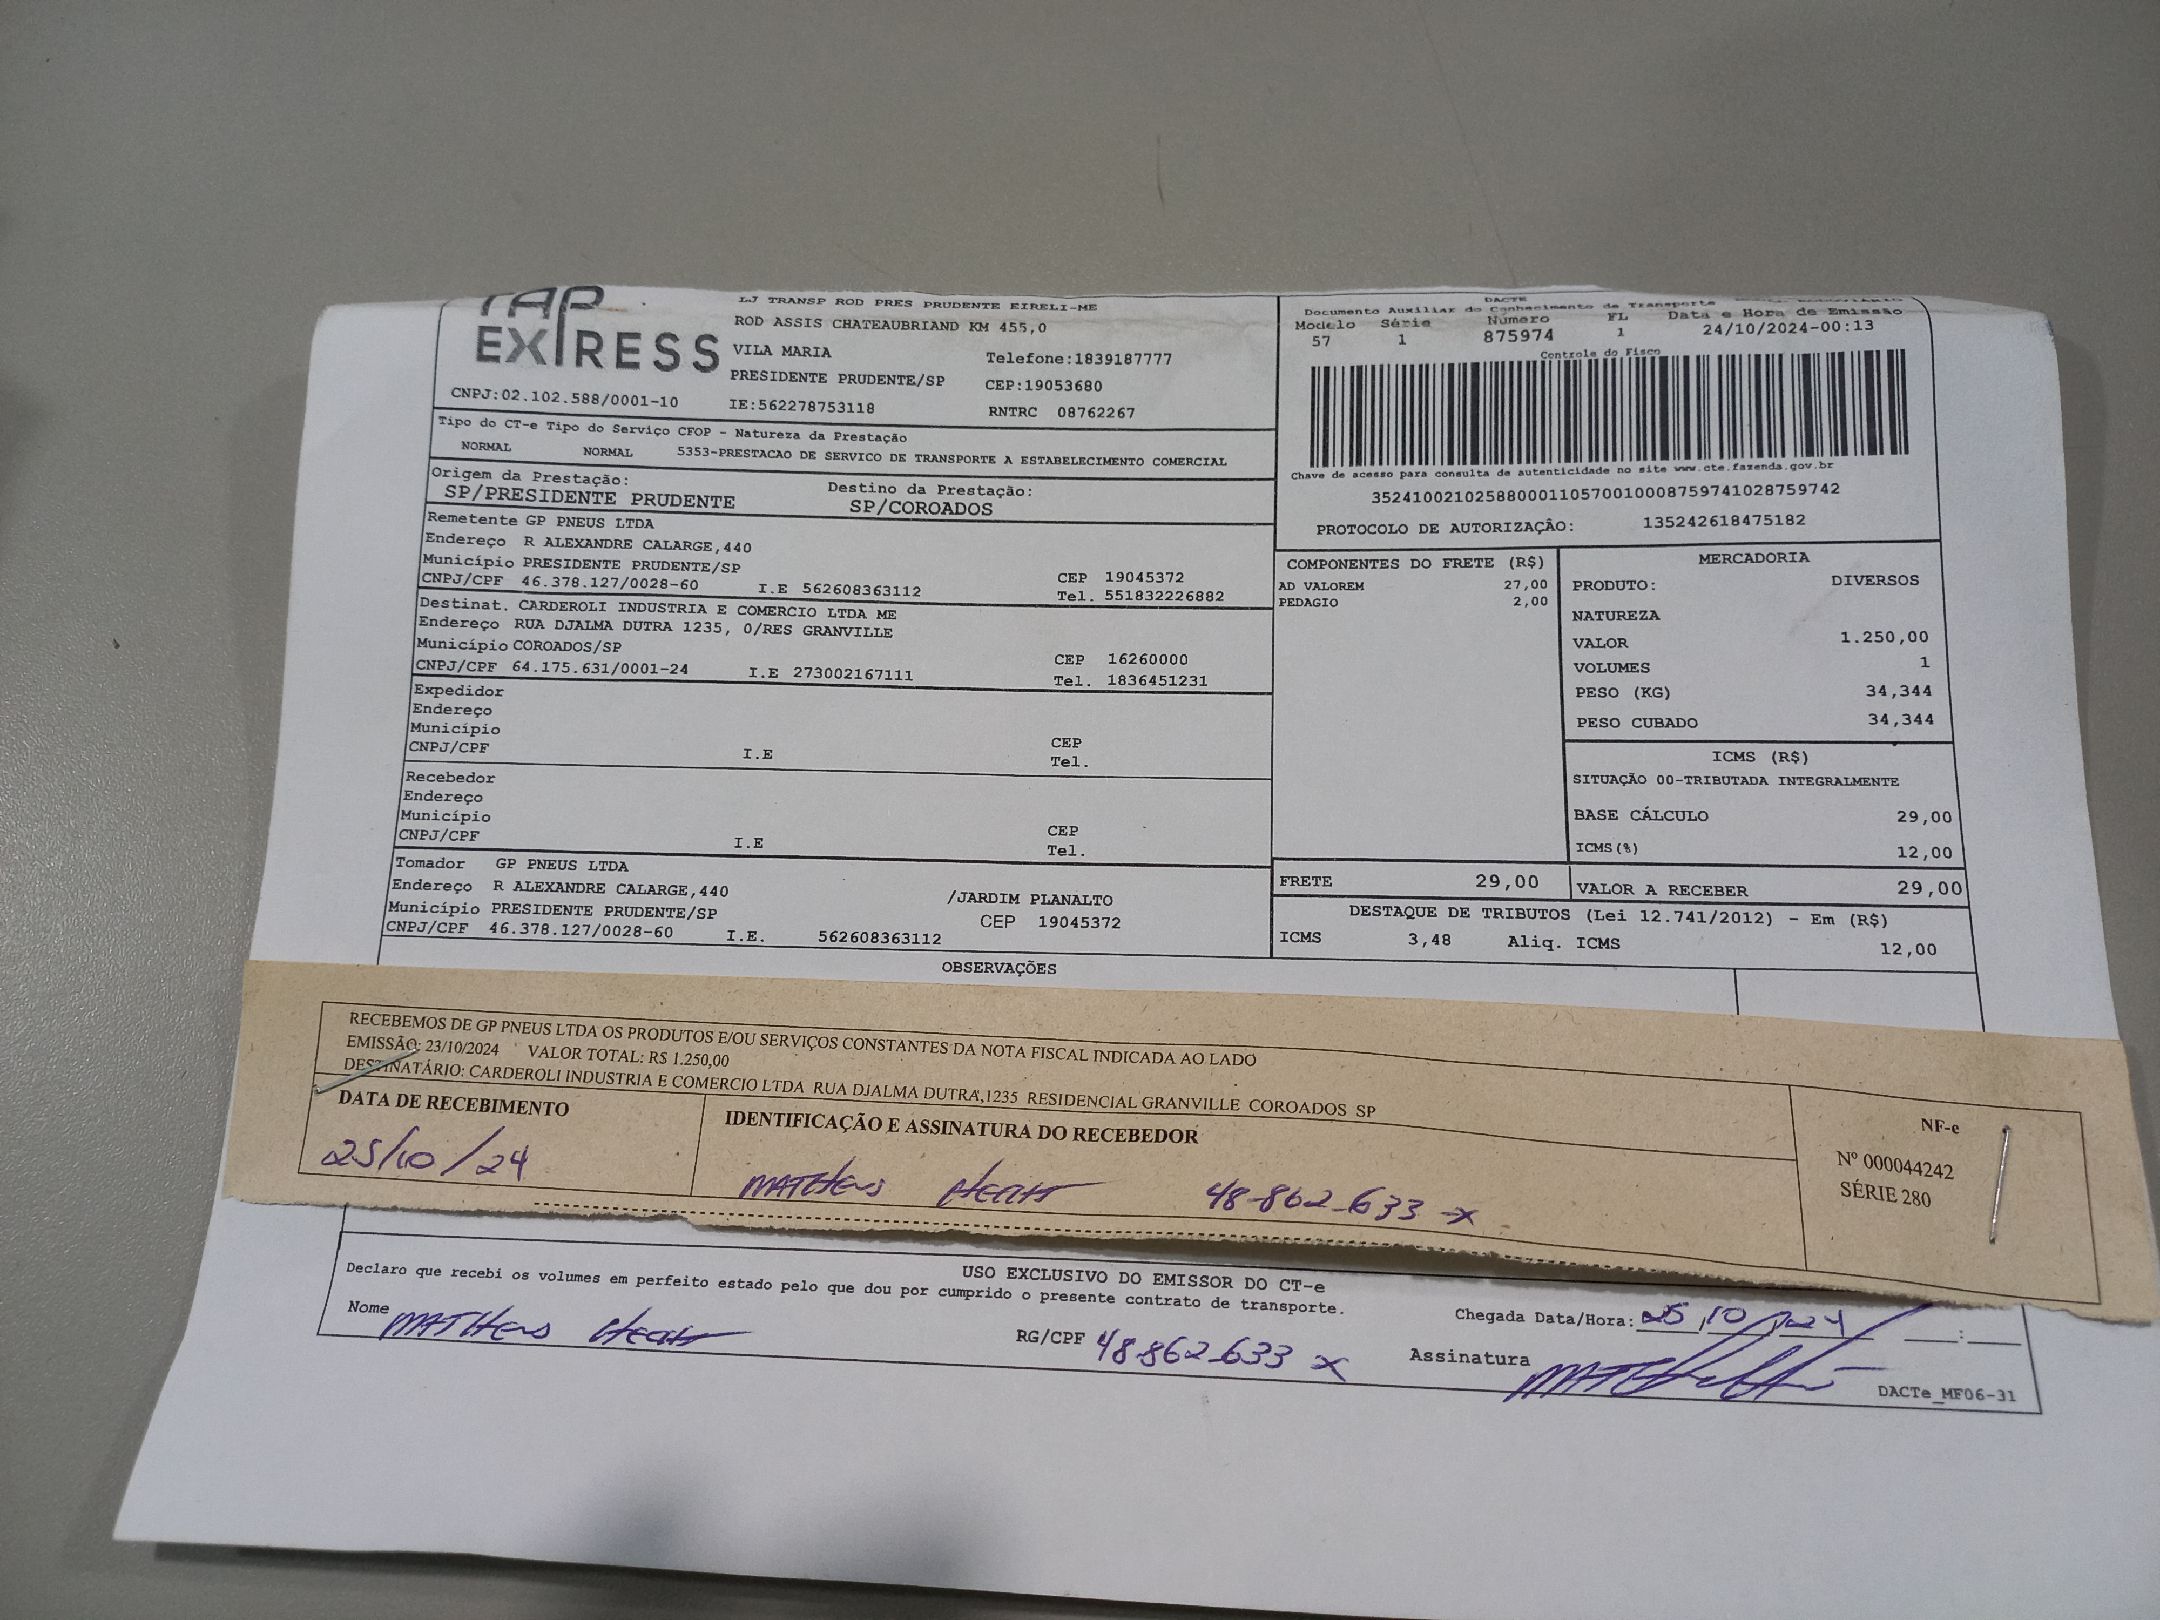 TAP
EXPRESS
LJ TRANSP ROD PRES PRUDENTE EIRELI-ME
ROD ASSIS CHATEAUBRIAND KM 455,0
VILA MARIA Telefone:1839187777
PRESIDENTE PRUDENTE/SP CEP:19053680
CNPJ:02.102.588/0001-10 IE:562278753118 RNTRC 08762267
DACTE
Documento Auxiliar do Conhecimento de Transporte
Modelo Série Número FL Data e Hora de Emissão
57 1 875974 1 24/10/2024-00:13
Controle do Fisco
Chave de acesso para consulta de autenticidade no site www.cte.fazenda.gov.br
35241002102588000110570010008759741028759742
PROTOCOLO DE AUTORIZAÇÂO: 135242618475182
Tipo do CT-e Tipo do Serviço CFOP - Natureza da Prestação
NORMAL NORMAL 5353-PRESTACAO DE SERVICO DE TRANSPORTE A ESTABELECIMENTO COMERCIAL
Origem da Prestação: Destino da Prestação:
SP/PRESIDENTE PRUDENTE SP/COROADOS
Remetente GP PNEUS LTDA
Endereço R ALEXANDRE CALARGE,440
Município PRESIDENTE PRUDENTE/SP CEP 19045372
CNPJ/CPF 46.378.127/0028-60 I.E 562608363112 Tel. 551832226882
Destinat. CARDEROLI INDUSTRIA E COMERCIO LTDA ME
Endereço RUA DJALMA DUTRA 1235, 0/RES GRANVILLE
Município COROADOS/SP CEP 16260000
CNPJ/CPF 64.175.631/0001-24 I.E 273002167111 Tel. 1836451231
Expedidor
Endereço
Município CEP
CNPJ/CPF I.E Tel.
Recebedor
Endereço
Município CEP
CNPJ/CPF I.E Tel.
Tomador GP PNEUS LTDA
Endereço R ALEXANDRE CALARGE,440 /JARDIM PLANALTO
Município PRESIDENTE PRUDENTE/SP CEP 19045372
CNPJ/CPF 46.378.127/0028-60 I.E. 562608363112
COMPONENTES DO FRETE (R$)
AD VALOREM 27,00
PEDAGIO 2,00
MERCADORIA
PRODUTO: DIVERSOS
NATUREZA
VALOR 1.250,00
VOLUMES 1
PESO (KG) 34,344
PESO CUBADO 34,344
ICMS (R$)
SITUAÇÃO 00-TRIBUTADA INTEGRALMENTE
BASE CÁLCULO 29,00
ICMS(%) 12,00
FRETE 29,00 VALOR A RECEBER 29,00
DESTAQUE DE TRIBUTOS (Lei 12.741/2012) - Em (R$)
ICMS 3,48 Aliq. ICMS 12,00
OBSERVAÇÕES
RECEBEMOS DE GP PNEUS LTDA OS PRODUTOS E/OU SERVIÇOS CONSTANTES DA NOTA FISCAL INDICADA AO LADO
EMISSÃO: 23/10/2024 VALOR TOTAL: R$ 1.250,00
DESTINATÁRIO: CARDEROLI INDUSTRIA E COMERCIO LTDA RUA DJALMA DUTRA,1235 RESIDENCIAL GRANVILLE COROADOS SP
DATA DE RECEBIMENTO IDENTIFICAÇÃO E ASSINATURA DO RECEBEDOR
25/10/24 MATHEUS 48-862-633-X
NF-e
Nº 000044242
SÉRIE 280
USO EXCLUSIVO DO EMISSOR DO CT-e
Declaro que recebi os volumes em perfeito estado pelo que dou por cumprido o presente contrato de transporte.
Nome MATHEUS RG/CPF 48-862-633 X
Chegada Data/Hora: 25/10/24 :
Assinatura
DACTe_MF06-31